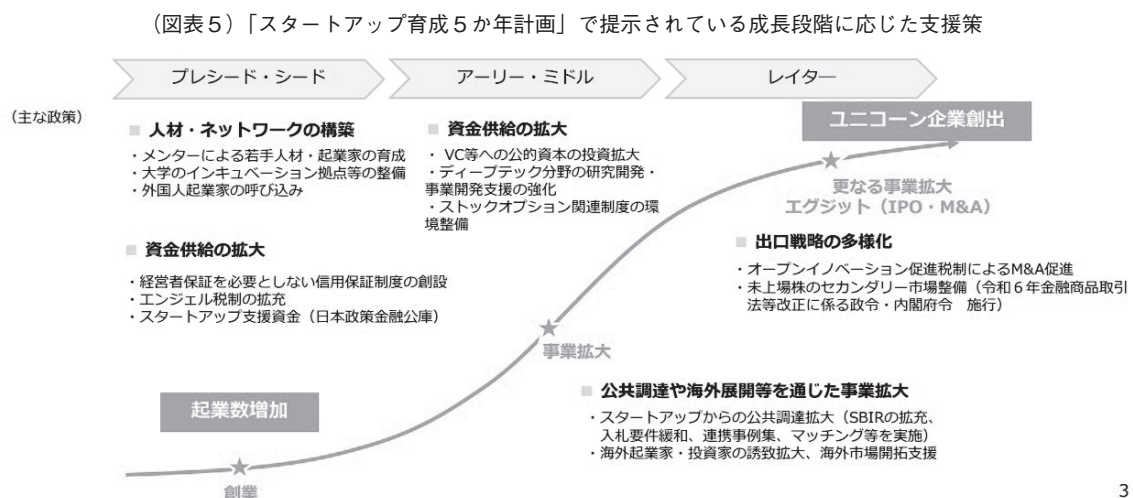 （図表５）「スタートアップ育成５か年計画」で提示されている成長段階に応じた支援策
プレシード・シード
アーリー・ミドル
レイター
（主な政策）
■ 人材・ネットワークの構築
・メンターによる若手人材・起業家の育成
・大学のインキュベーション拠点等の整備
・外国人起業家の呼び込み
■ 資金供給の拡大
・経営者保証を必要としない信用保証制度の創設
・エンジェル税制の拡充
・スタートアップ支援資金（日本政策金融公庫）
■ 資金供給の拡大
・ VC等への公的資本の投資拡大
・ディープテック分野の研究開発・
事業開発支援の強化
・ストックオプション関連制度の環
境整備
ユニコーン企業創出
更なる事業拡大
エグジット（IPO・M&A）
■ 出口戦略の多様化
・オープンイノベーション促進税制によるM&A促進
・未上場株のセカンダリー市場整備（令和６年金融商品取引
法等改正に係る政令・内閣府令　施行）
事業拡大
■ 公共調達や海外展開等を通じた事業拡大
・スタートアップからの公共調達拡大（SBIRの拡充、
入札要件緩和、連携事例集、マッチング等を実施）
・海外起業家・投資家の誘致拡大、海外市場開拓支援
起業数増加
創業
3